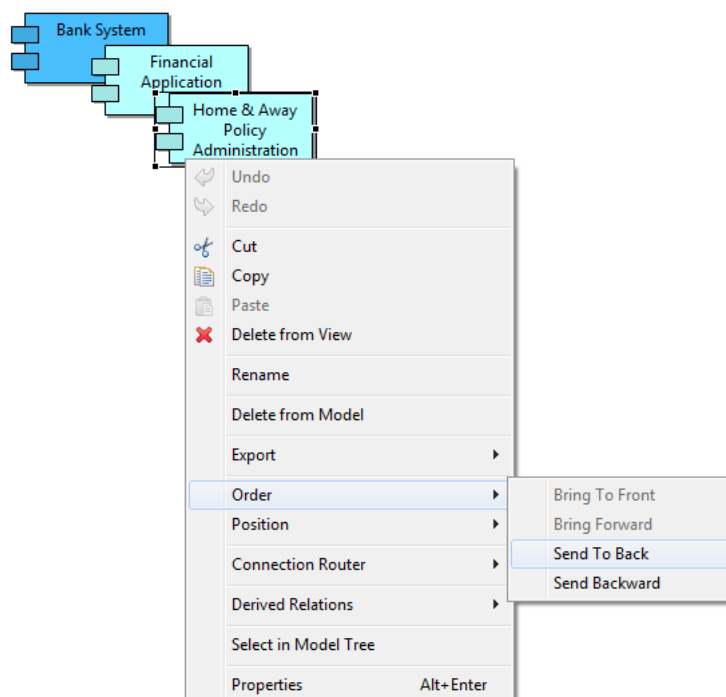 Bank System
Financial
Application
Home & Away
Policy
Administration
Undo
Redo
Cut
Copy
Paste
Delete from View
Rename
Delete from Model
Export
Order
Bring To Front
Position
Bring Forward
Send To Back
Connection Router
Send Backward
Derived Relations
Select in Model Tree
Properties Alt+Enter